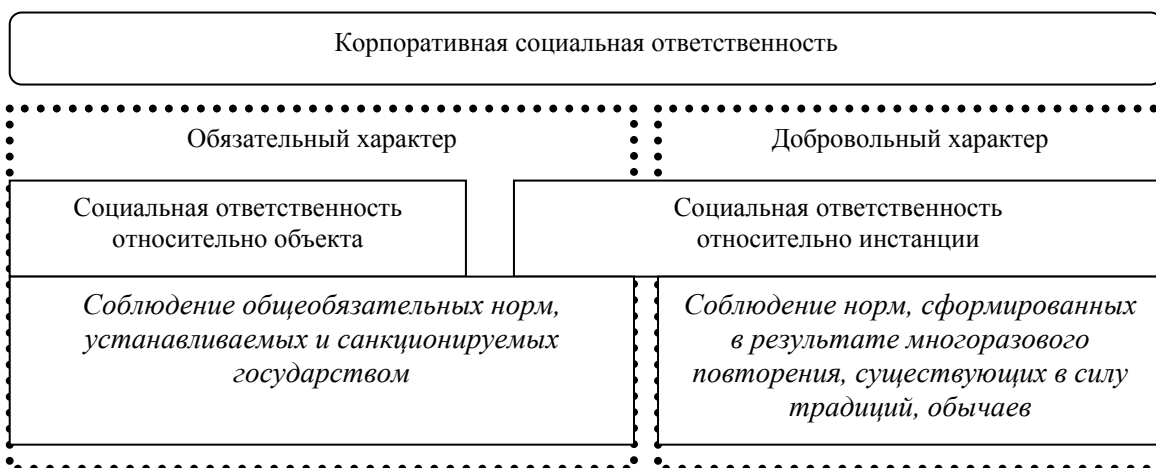 Корпоративная социальная ответственность
Обязательный характер
Добровольный характер
Социальная ответственность
относительно объекта
Социальная ответственность
относительно инстанции
Соблюдение общеобязательных норм,
устанавливаемых и санкционируемых
государством
Соблюдение норм, сформированных
в результате многоразового
повторения, существующих в силу
традиций, обычаев